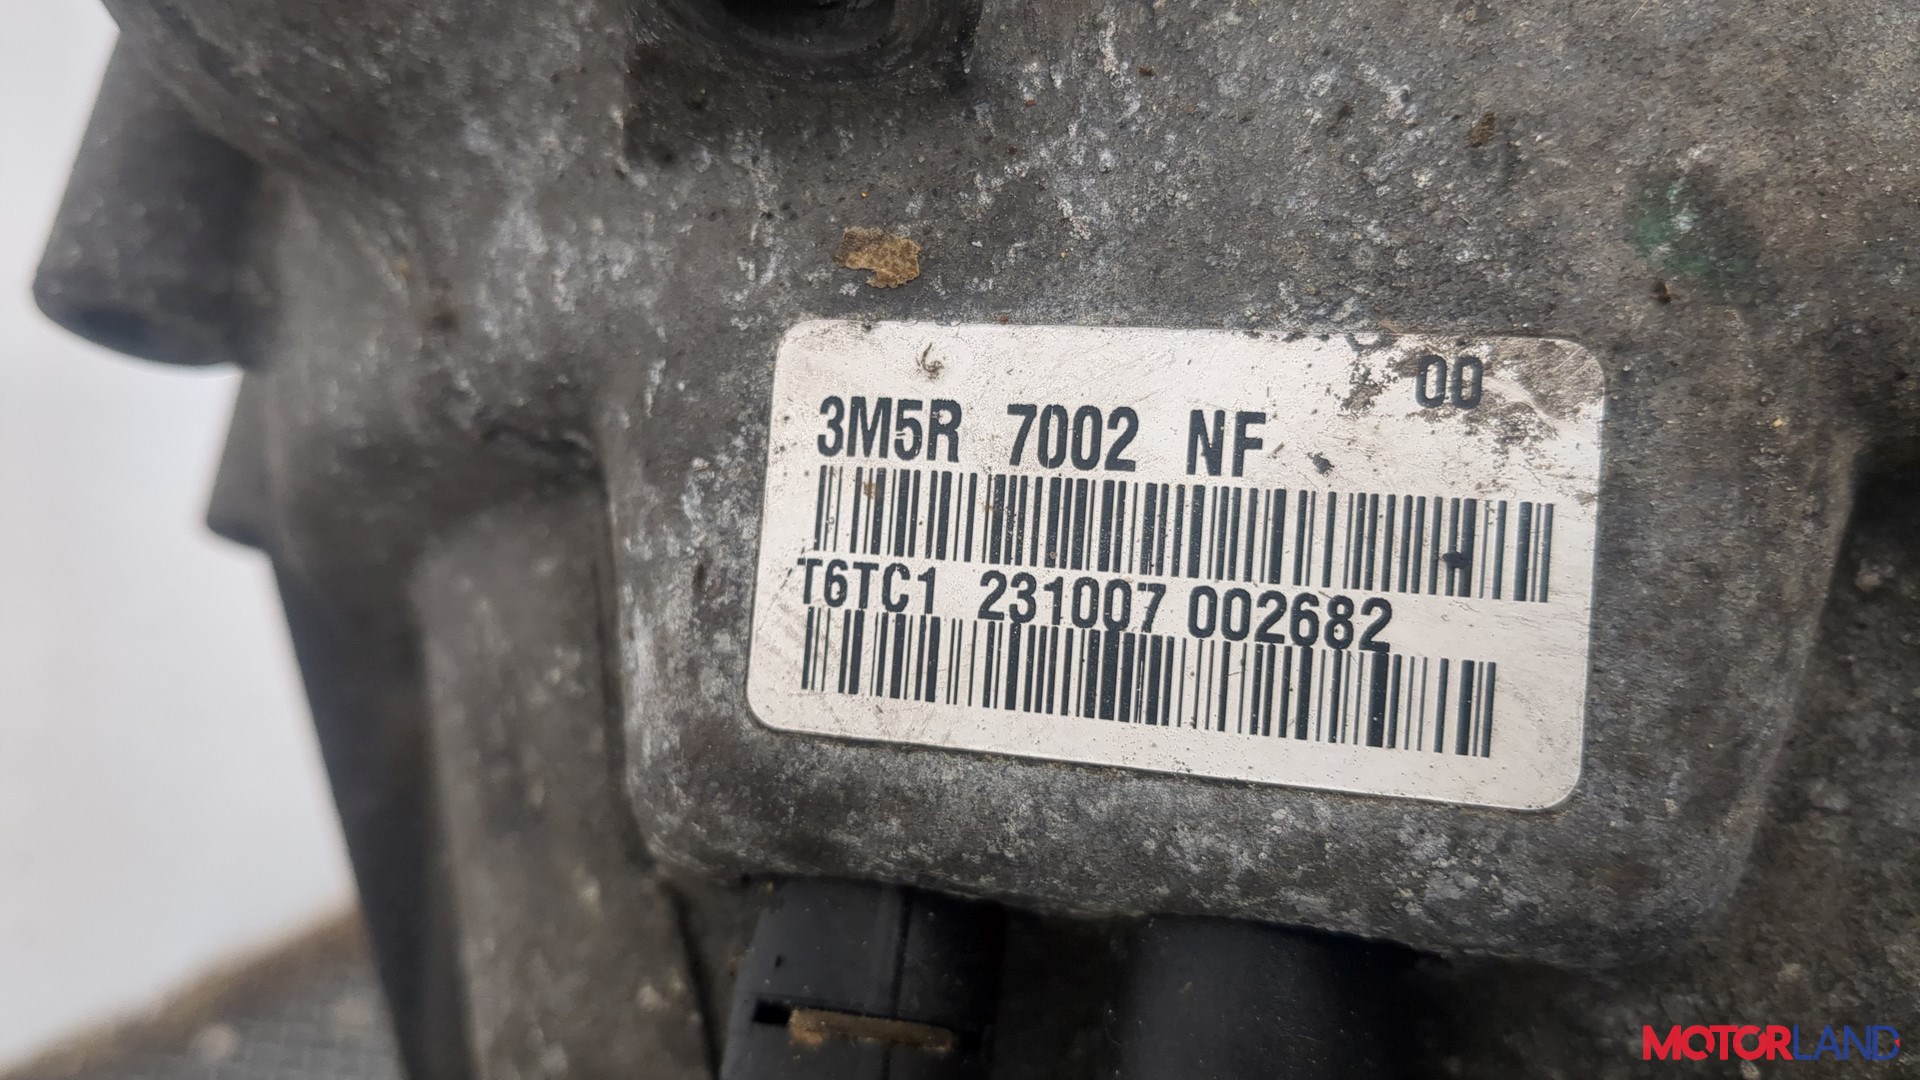 00
3M5R 7002 NF
T6TC1 231007 002682
MOTORLAND